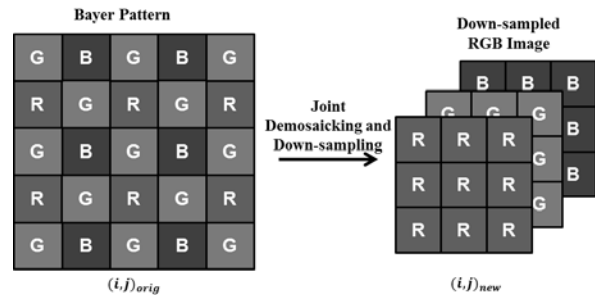 Bayer Pattern
G B G B G
R G R G R
G B G B G
R G R G R
G B G B G
(i,j)orig
Joint
Demosaicking and
Down-sampling
Down-sampled
RGB Image
B B B
G G G B
R R R G B
R R R G
R R R
(i,j)new